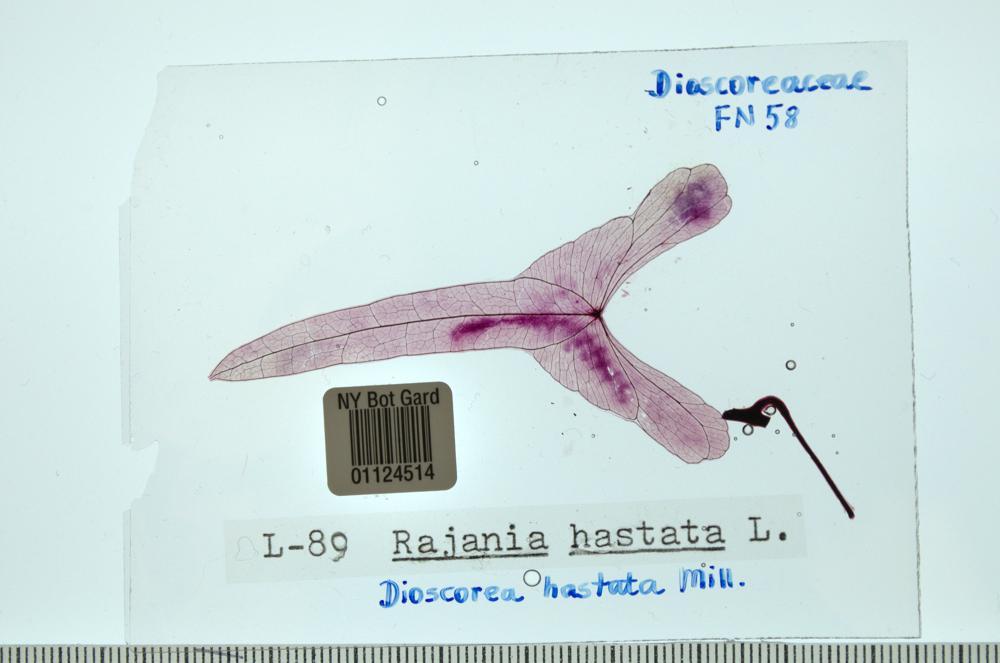 Dioscoreaceae
FN 58
NY Bot Gard
01124514
L-89 Rajania hastata L.
Dioscorea hastata Mill.